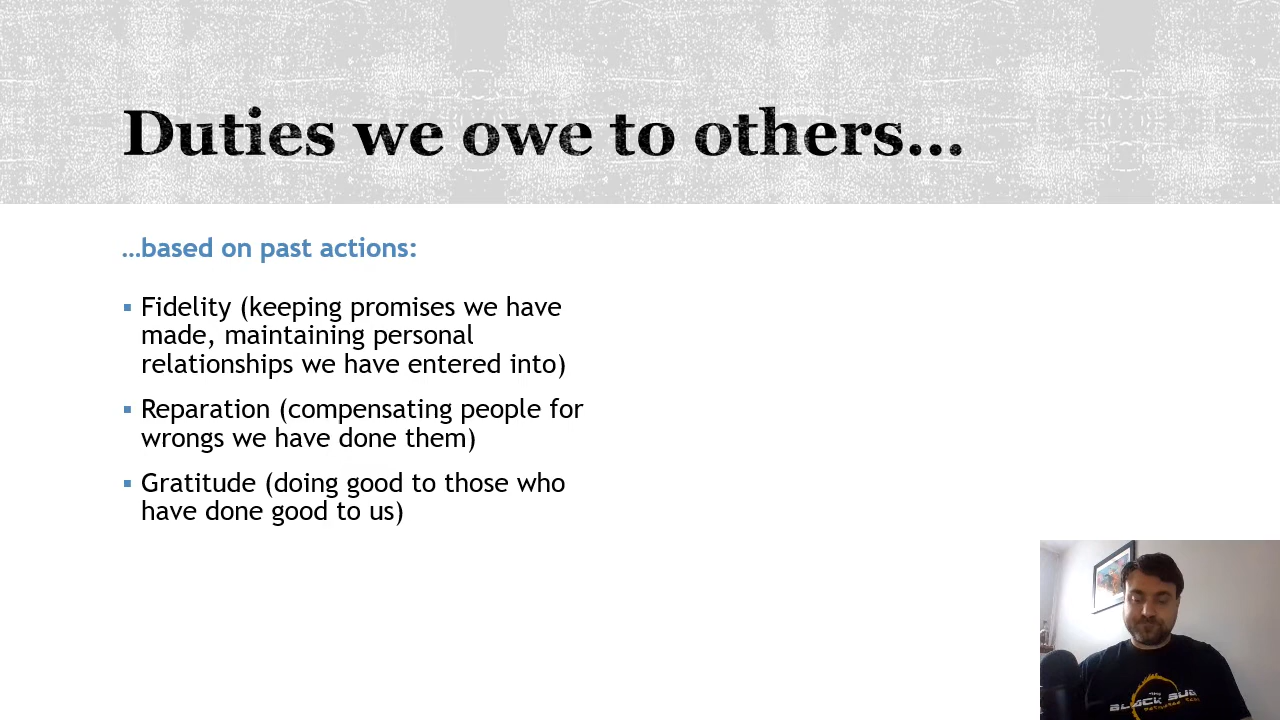 Duties we owe to others...
...based on past actions:
▪ Fidelity (keeping promises we have
made, maintaining personal
relationships we have entered into)
▪ Reparation (compensating people for
wrongs we have done them)
▪ Gratitude (doing good to those who
have done good to us)
BLACK